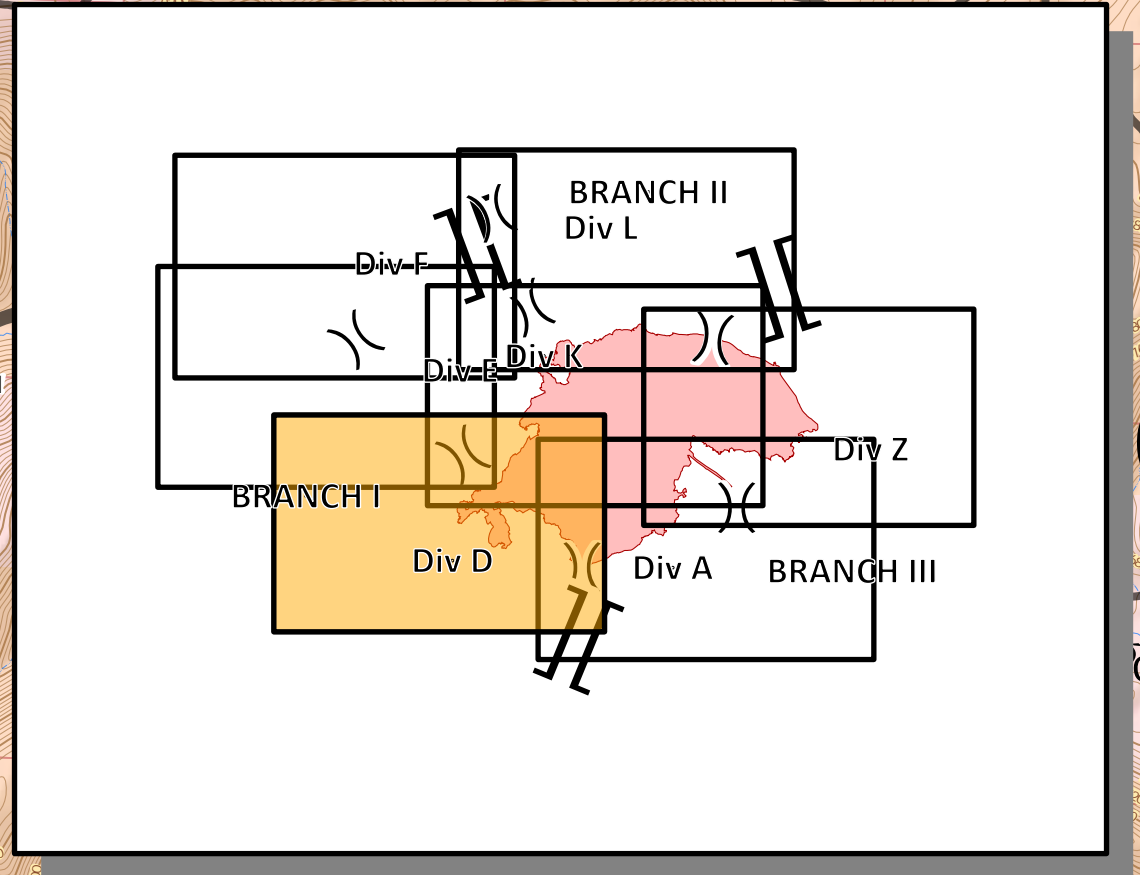 BRANCH II
Div L
Div F
Div K
Div E
Div Z
BRANCH I
Div D
Div A
BRANCH III